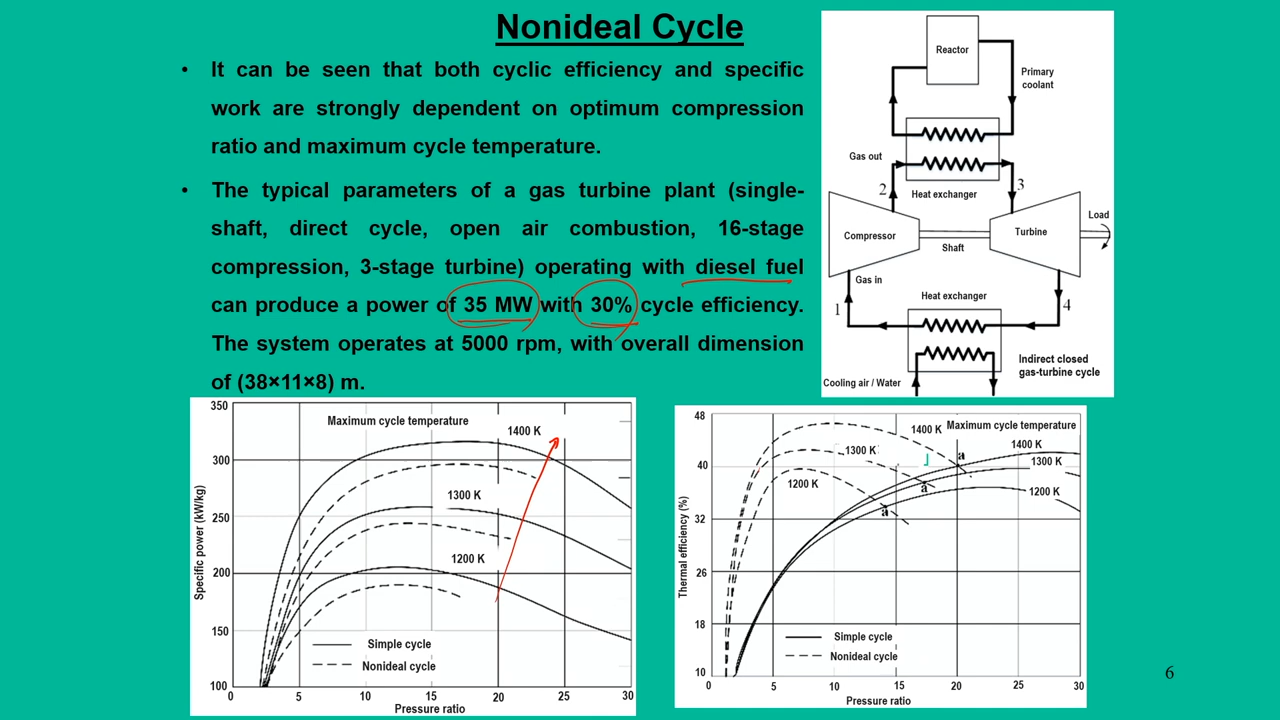 Nonideal Cycle
• It can be seen that both cyclic efficiency and specific
work are strongly dependent on optimum compression
ratio and maximum cycle temperature.
• The typical parameters of a gas turbine plant (single-
shaft, direct cycle, open air combustion, 16-stage
compression, 3-stage turbine) operating with diesel fuel
can produce a power of 35 MW with 30% cycle efficiency.
The system operates at 5000 rpm, with overall dimension
of (38×11×8) m.
Reactor
Primary
coolant
Gas out
2
Heat exchanger
3
Load
Compressor
Turbine
Shaft
Gas in
Heat exchanger
1
4
Indirect closed
gas-turbine cycle
Cooling air / Water
350
Maximum cycle temperature
1400 K
300
1300 K
250
1200 K
200
150
Simple cycle
Nonideal cycle
100
0 5 10 15 20 25 30
Pressure ratio
Specific power (kW/kg)
48
1400 K
Maximum cycle temperature
1400 K
1300 K
a
1300 K
40
1200 K
a
1200 K
a
32
26
18
Simple cycle
Nonideal cycle
10
0 5 10 15 20 25 30
Pressure ratio
Thermal efficiency (%)
6